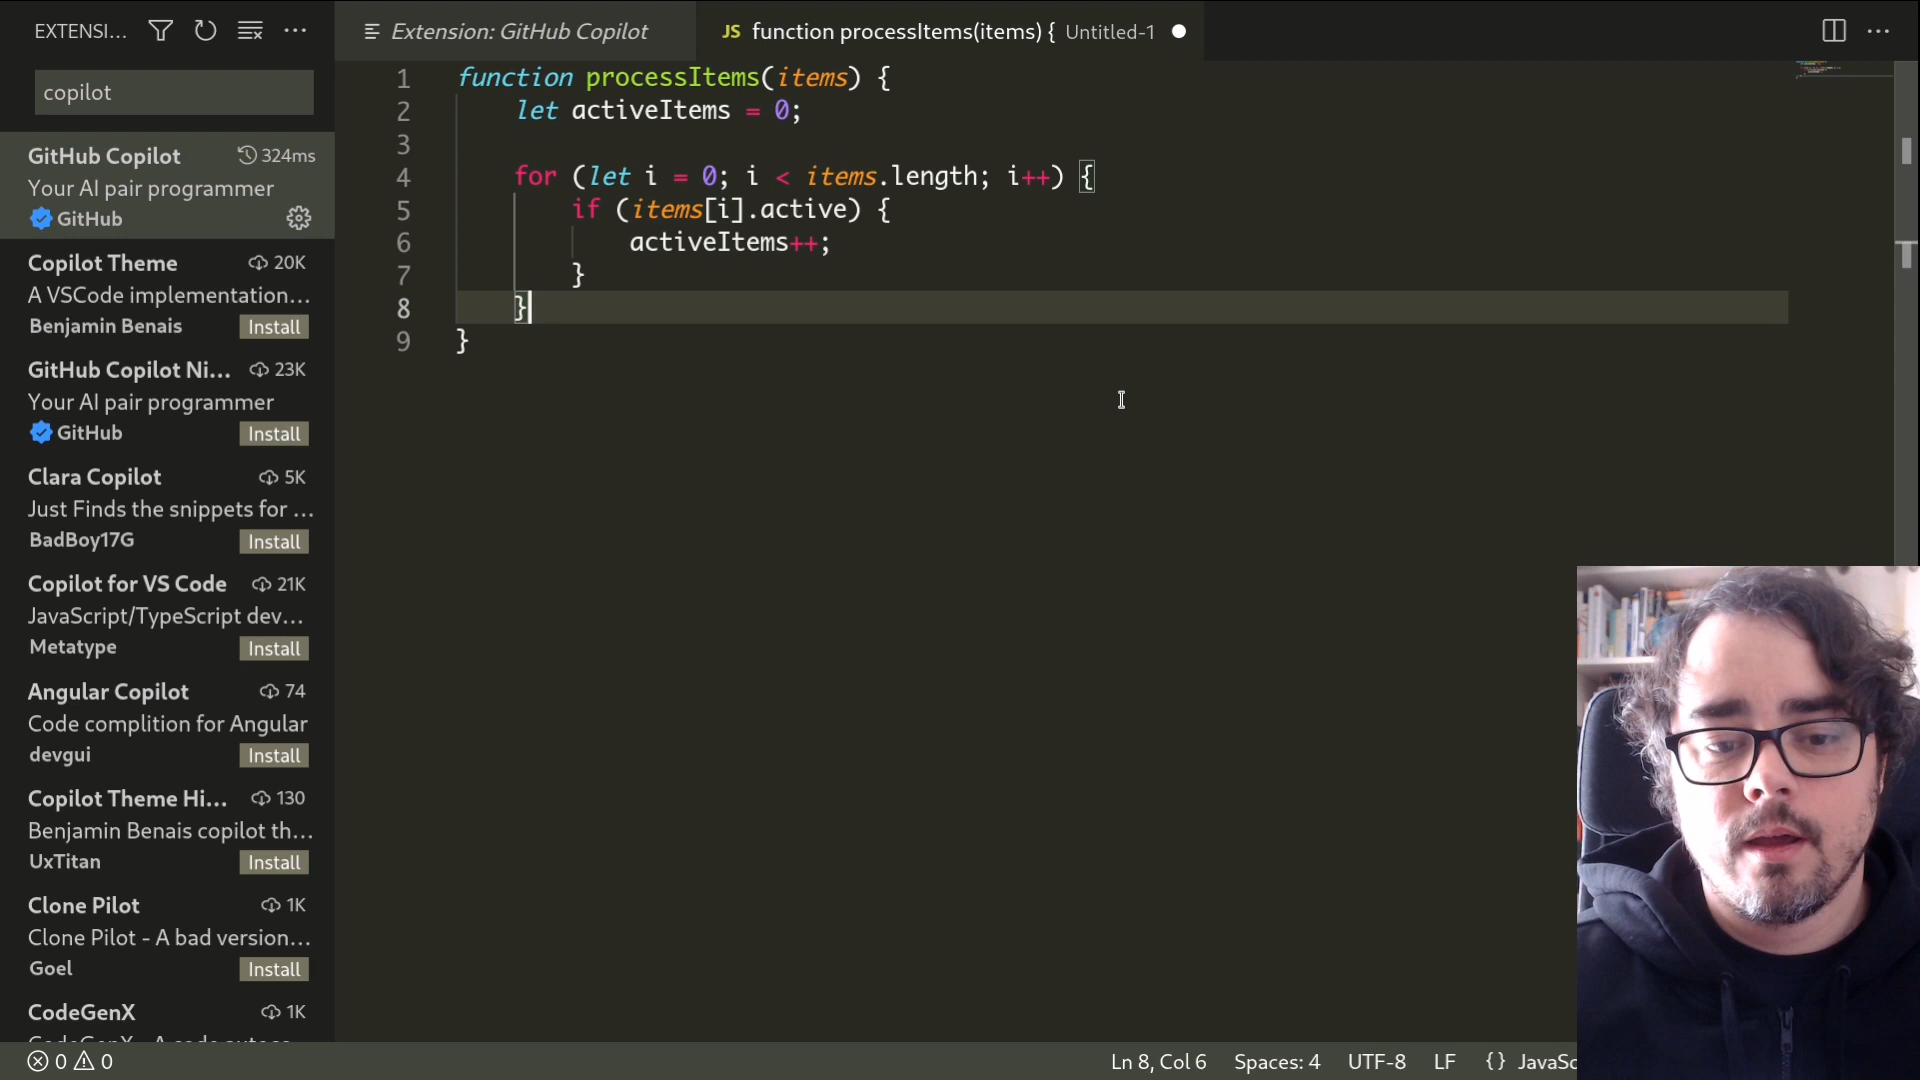 EXTENSI...
copilot
GitHub Copilot 324ms
Your AI pair programmer
GitHub
Copilot Theme 20K
A VSCode implementation...
Benjamin Benais Install
GitHub Copilot Ni... 23K
Your AI pair programmer
GitHub Install
Clara Copilot 5K
Just Finds the snippets for ...
BadBoy17G Install
Copilot for VS Code 21K
JavaScript/TypeScript dev...
Metatype Install
Angular Copilot 74
Code complition for Angular
devgui Install
Copilot Theme Hi... 130
Benjamin Benais copilot th...
UxTitan Install
Clone Pilot 1K
Clone Pilot - A bad version...
Goel Install
CodeGenX 1K
Extension: GitHub Copilot
JS function processItems(items) { Untitled-1
1 function processItems(items) {
2 let activeItems = 0;
3
4 for (let i = 0; i < items.length; i++) {
5 if (items[i].active) {
6 activeItems++;
7 }
8 }
9 }
0 0
Ln 8, Col 6 Spaces: 4 UTF-8 LF {} JavaSc